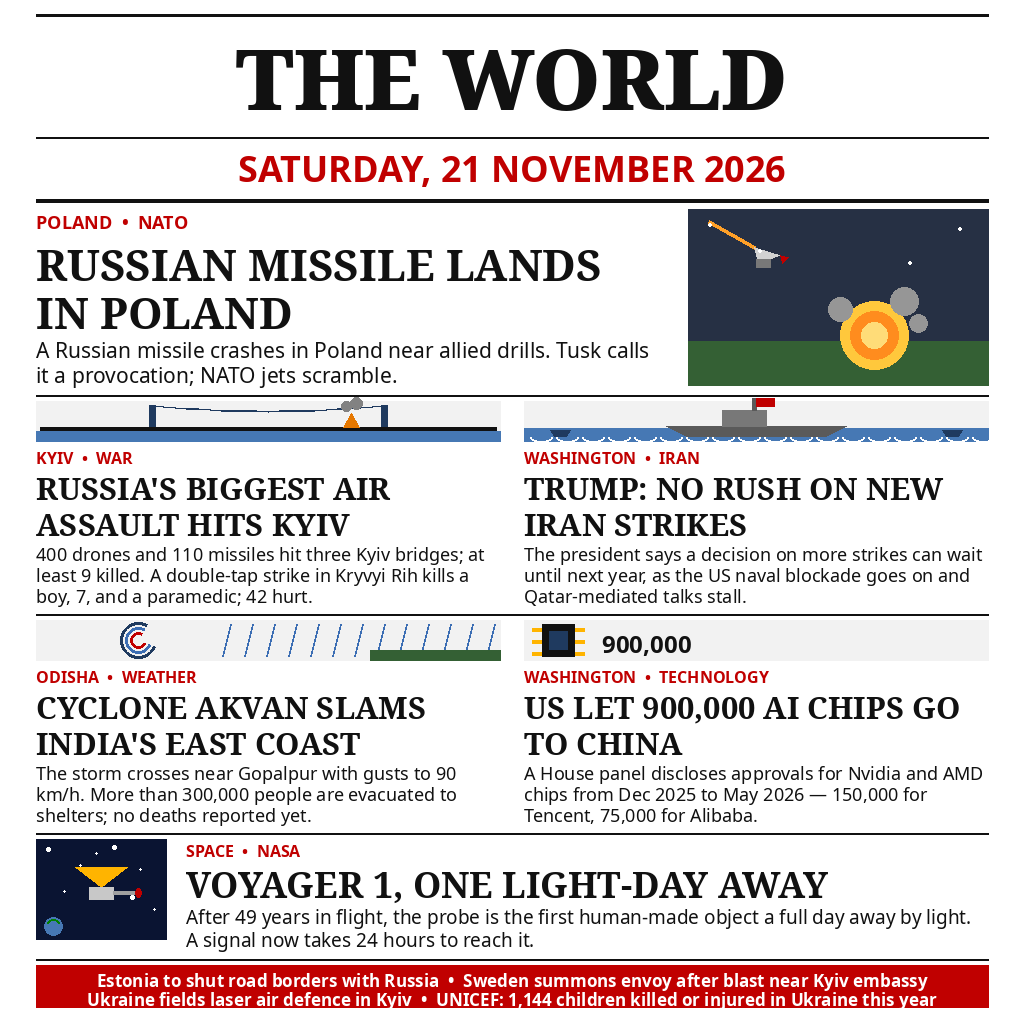 THE WORLD
SATURDAY, 21 NOVEMBER 2026
POLAND • NATO
RUSSIAN MISSILE LANDS
IN POLAND
A Russian missile crashes in Poland near allied drills. Tusk calls
it a provocation; NATO jets scramble.
KYIV • WAR
RUSSIA'S BIGGEST AIR
ASSAULT HITS KYIV
400 drones and 110 missiles hit three Kyiv bridges; at
least 9 killed. A double-tap strike in Kryvyi Rih kills a
boy, 7, and a paramedic; 42 hurt.
WASHINGTON • IRAN
TRUMP: NO RUSH ON NEW
IRAN STRIKES
The president says a decision on more strikes can wait
until next year, as the US naval blockade goes on and
Qatar-mediated talks stall.
ODISHA • WEATHER
CYCLONE AKVAN SLAMS
INDIA'S EAST COAST
The storm crosses near Gopalpur with gusts to 90
km/h. More than 300,000 people are evacuated to
shelters; no deaths reported yet.
900,000
WASHINGTON • TECHNOLOGY
US LET 900,000 AI CHIPS GO
TO CHINA
A House panel discloses approvals for Nvidia and AMD
chips from Dec 2025 to May 2026 — 150,000 for
Tencent, 75,000 for Alibaba.
SPACE • NASA
VOYAGER 1, ONE LIGHT-DAY AWAY
After 49 years in flight, the probe is the first human-made object a full day away by light.
A signal now takes 24 hours to reach it.
Estonia to shut road borders with Russia • Sweden summons envoy after blast near Kyiv embassy
Ukraine fields laser air defence in Kyiv • UNICEF: 1,144 children killed or injured in Ukraine this year